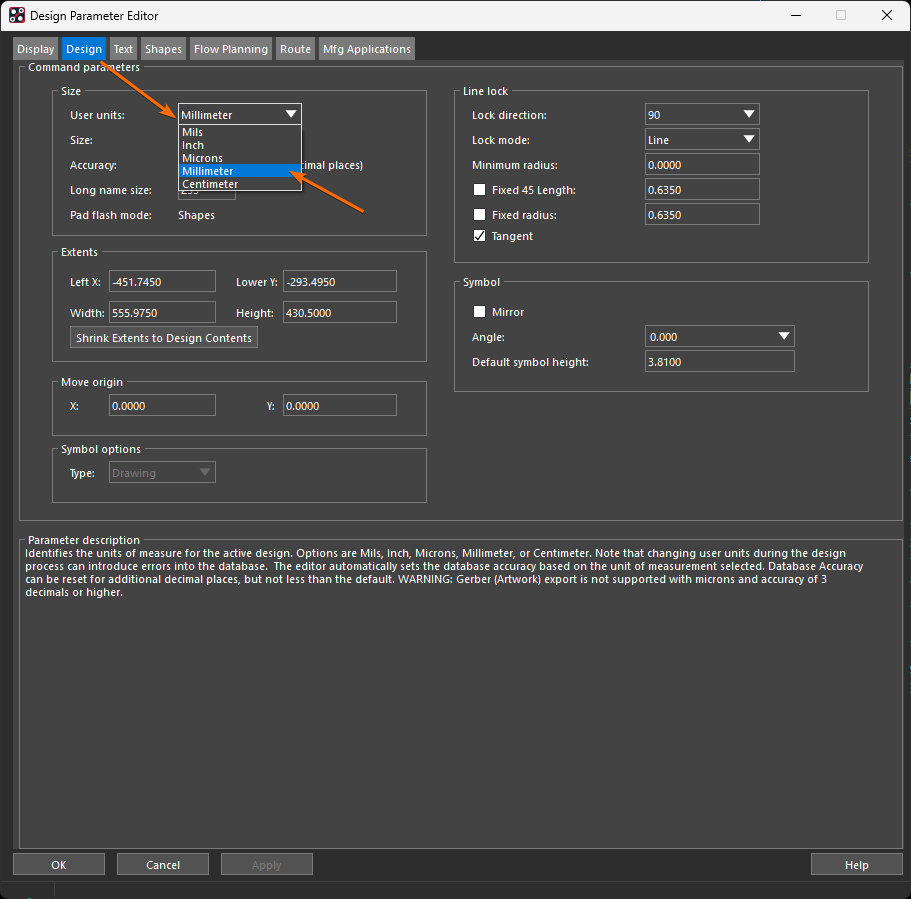 Design Parameter Editor
Display Design Text Shapes Flow Planning Route Mfg Applications
Command parameters
Size
User units: Millimeter
Mils
Inch
Microns
Millimeter
Centimeter
Size:
Accuracy: imal places)
Long name size:
Pad flash mode: Shapes
Extents
Left X: -451.7450 Lower Y: -293.4950
Width: 555.9750 Height: 430.5000
Shrink Extents to Design Contents
Move origin
X: 0.0000 Y: 0.0000
Symbol options
Type: Drawing
Line lock
Lock direction: 90
Lock mode: Line
Minimum radius: 0.0000
Fixed 45 Length: 0.6350
Fixed radius: 0.6350
Tangent
Symbol
Mirror
Angle: 0.000
Default symbol height: 3.8100
Parameter description
Identifies the units of measure for the active design. Options are Mils, Inch, Microns, Millimeter, or Centimeter. Note that changing user units during the design
process can introduce errors into the database. The editor automatically sets the database accuracy based on the unit of measurement selected. Database Accuracy
can be reset for additional decimal places, but not less than the default. WARNING: Gerber (Artwork) export is not supported with microns and accuracy of 3
decimals or higher.
OK Cancel Apply Help